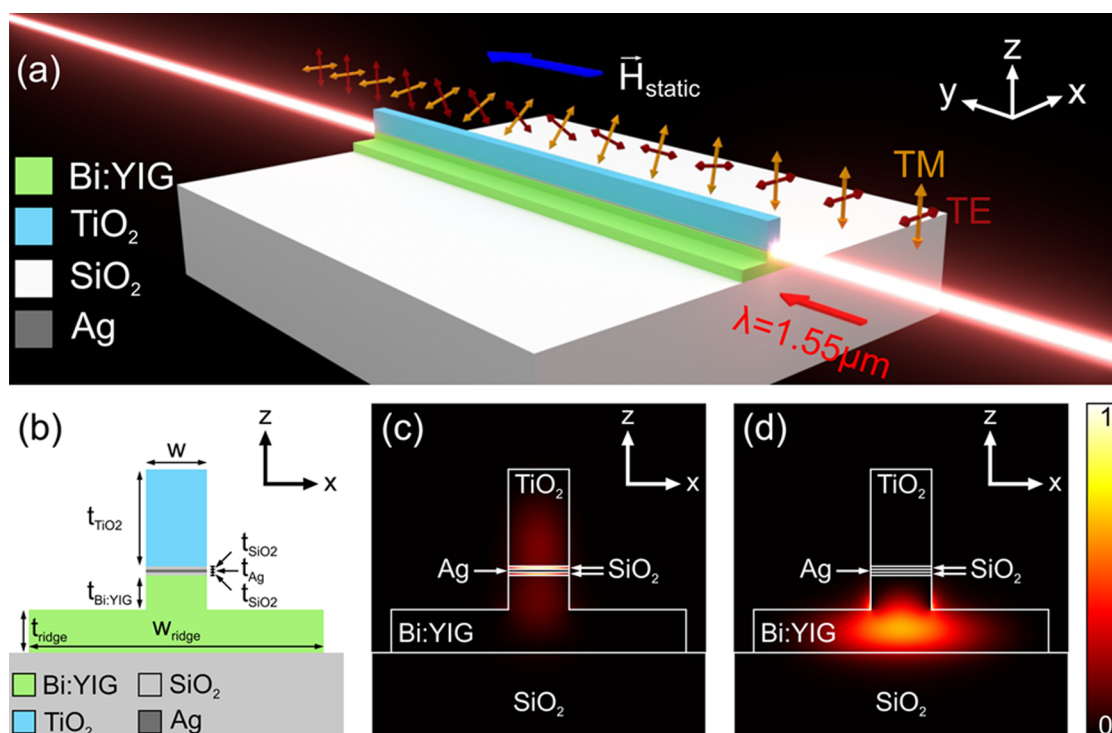 (a)
H⃗static
z
y
x
Bi:YIG
TiO₂
SiO₂
Ag
TM
TE
λ=1.55μm
(b)
z
x
w
tTiO2
tSiO2
tAg
tSiO2
tBi:YIG
tridge
wridge
Bi:YIG
SiO₂
TiO₂
Ag
(c)
z
x
TiO₂
Ag
SiO₂
Bi:YIG
SiO₂
(d)
z
x
TiO₂
Ag
SiO₂
Bi:YIG
SiO₂
1
0